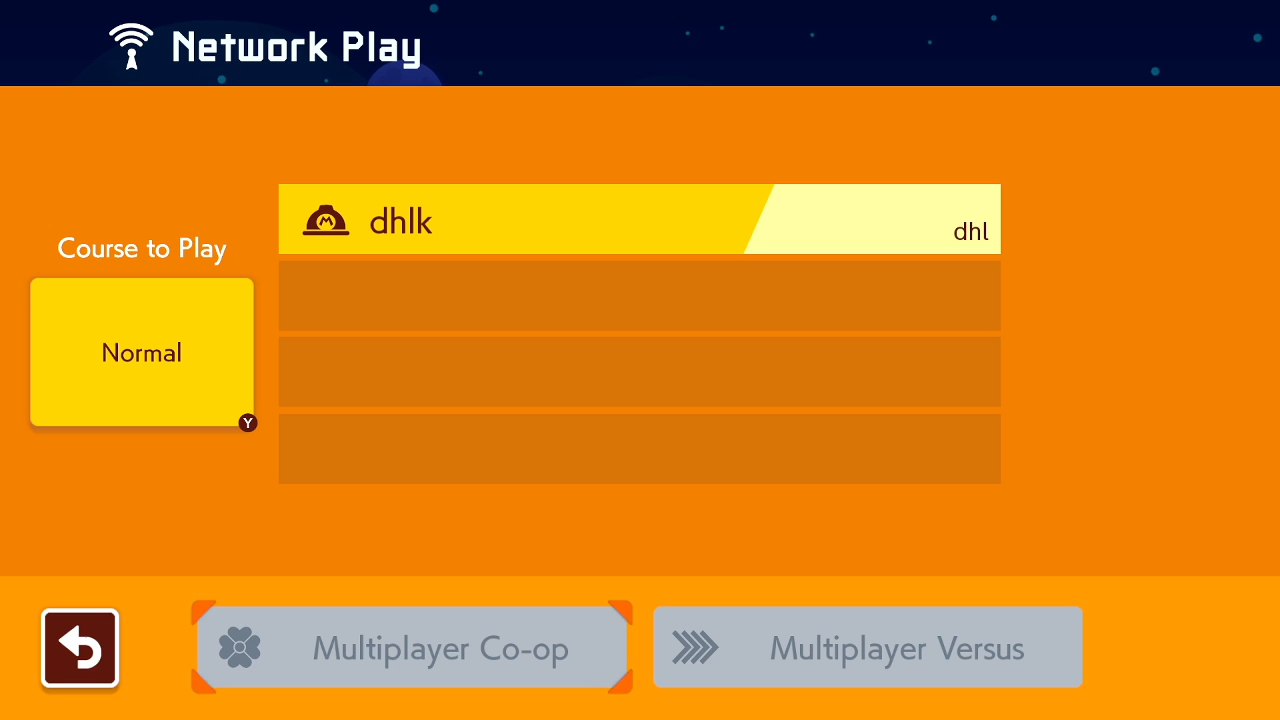 Network Play
dhlk
dhl
Course to Play
Normal
Y
Multiplayer Co-op
Multiplayer Versus